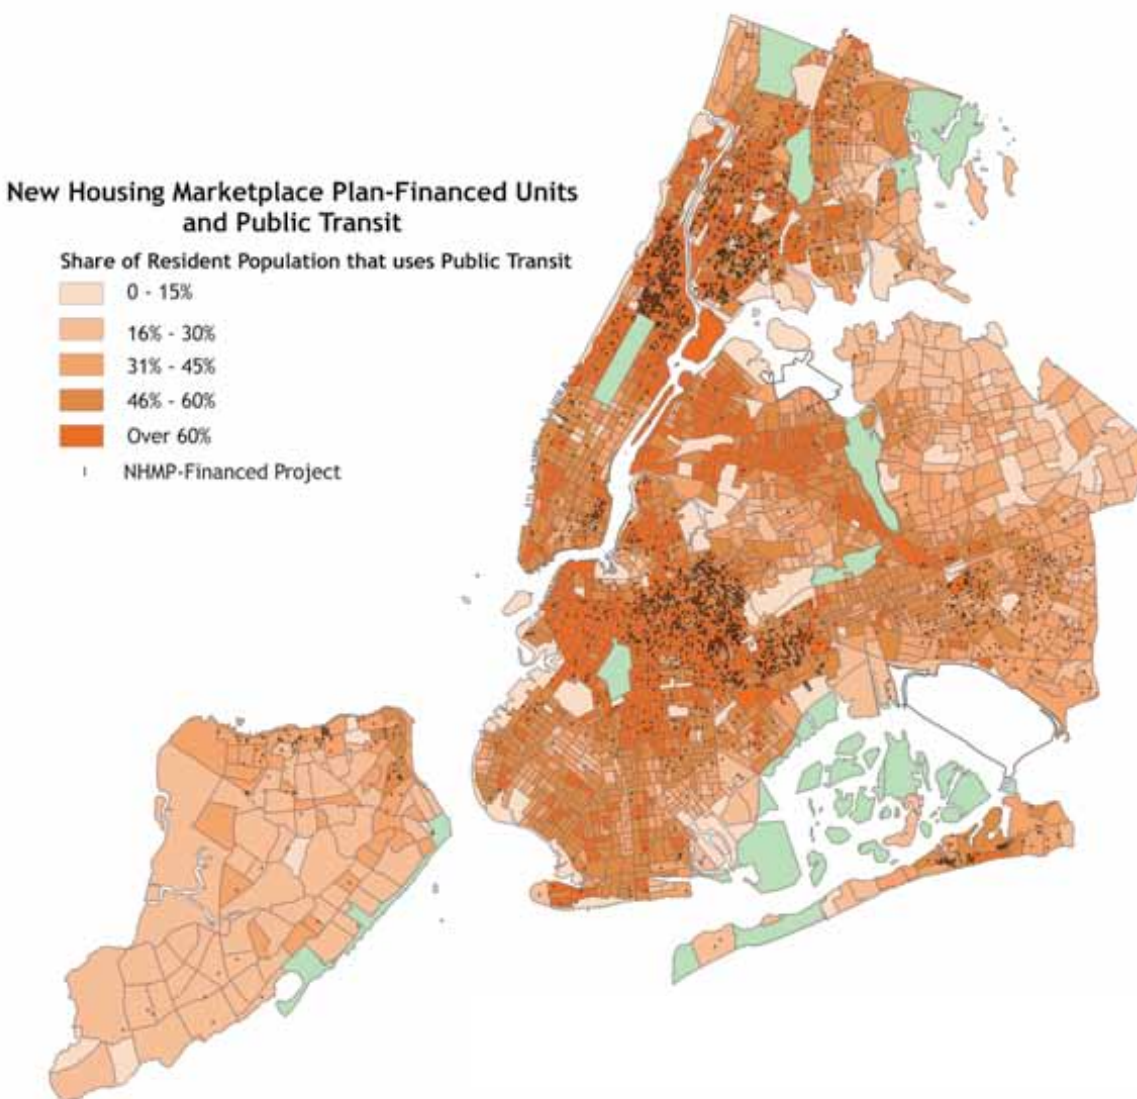 New Housing Marketplace Plan-Financed Units
and Public Transit
Share of Resident Population that uses Public Transit
0 - 15%
16% - 30%
31% - 45%
46% - 60%
Over 60%
NHMP-Financed Project